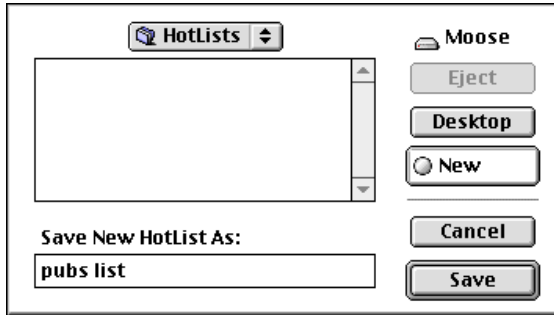 HotLists
Moose
Eject
Desktop
New
Save New HotList As:
pubs list
Cancel
Save